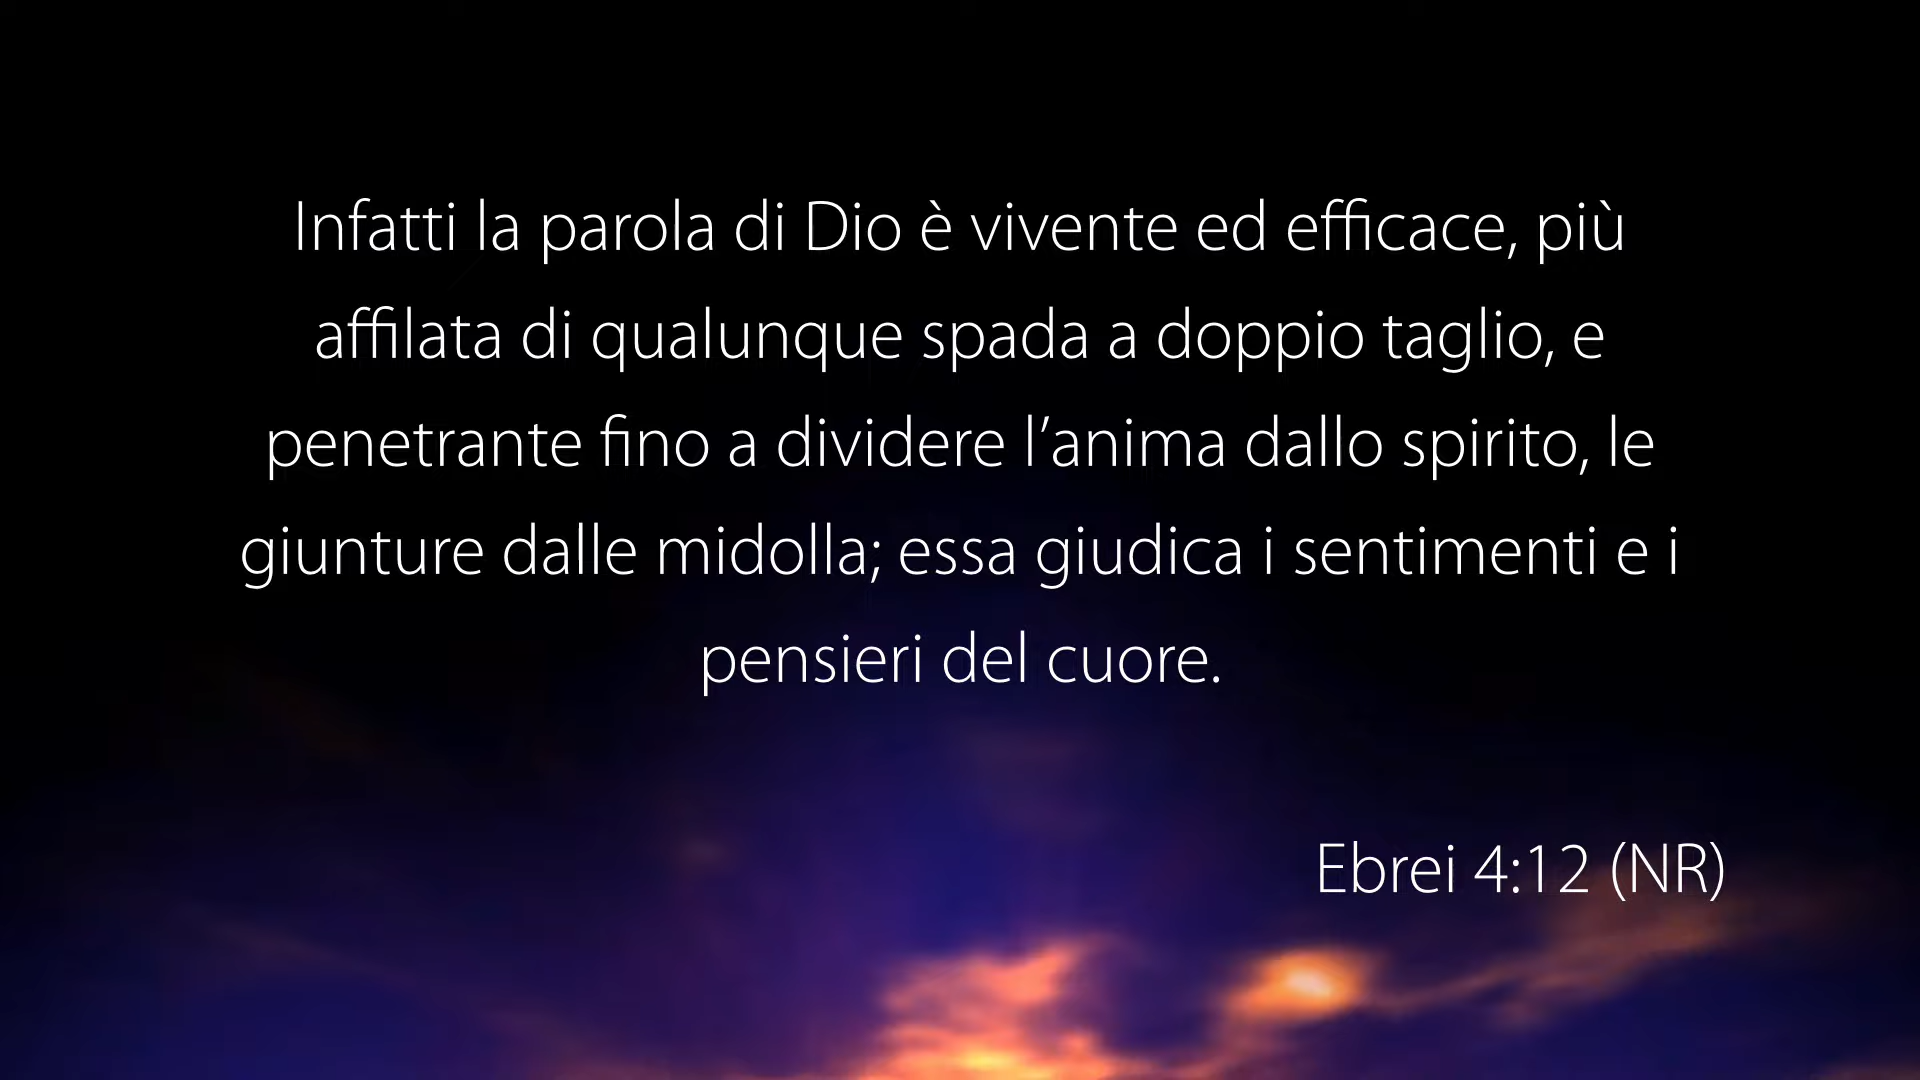 Infatti la parola di Dio è vivente ed efficace, più
affilata di qualunque spada a doppio taglio, e
penetrante fino a dividere l’anima dallo spirito, le
giunture dalle midolla; essa giudica i sentimenti e i
pensieri del cuore.
Ebrei 4:12 (NR)